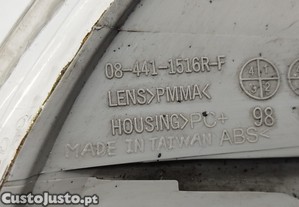 08-441-1516R-F
LENS>PMMA<
HOUSING>PC+ 98
MADE IN TAIWAN ABS<
CustoJusto.pt